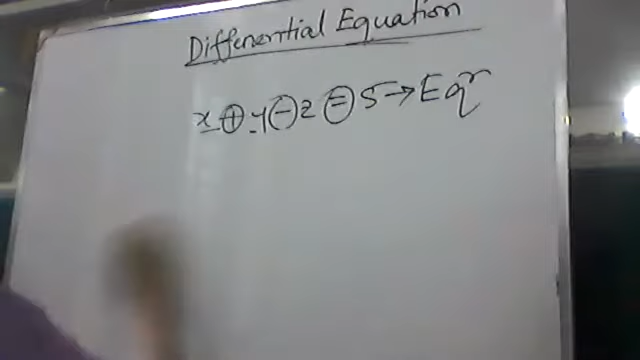 Differential Equation
x + y - z = 5 → Eqn